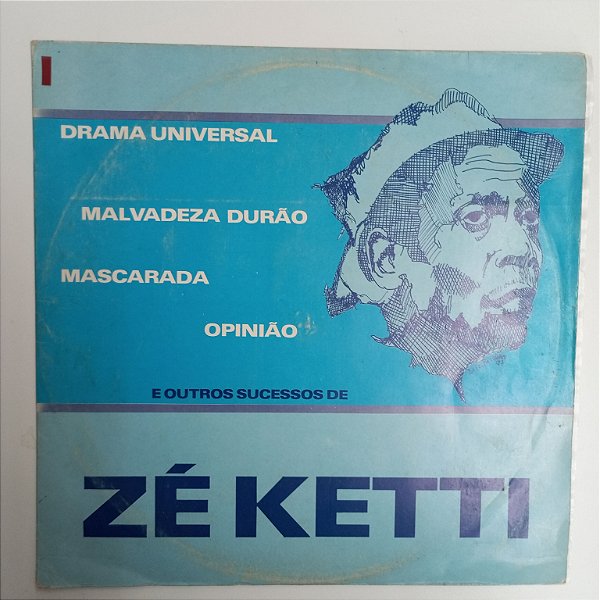 DRAMA UNIVERSAL
MALVADEZA DURÃO
MASCARADA
OPINIÃO
E OUTROS SUCESSOS DE
ZÉ KETTI